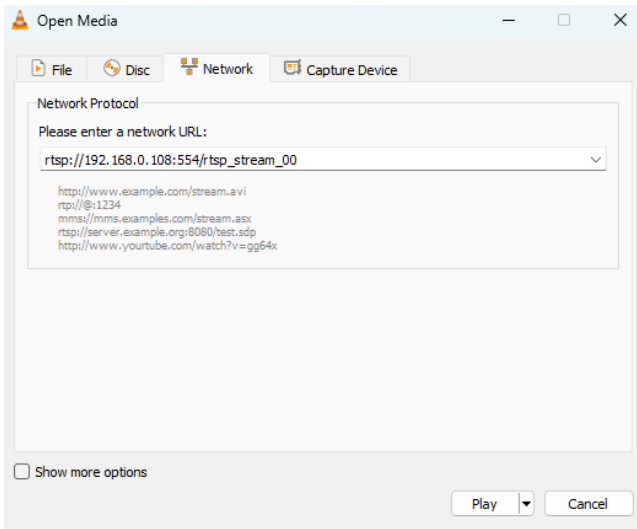 Open Media
File Disc Network Capture Device
Network Protocol
Please enter a network URL:
rtsp://192.168.0.108:554/rtsp_stream_00
http://www.example.com/stream.avi
rtp://@:1234
mms://mms.examples.com/stream.asx
rtsp://server.example.org:8080/test.sdp
http://www.yourtube.com/watch?v=gg64x
Show more options
Play Cancel